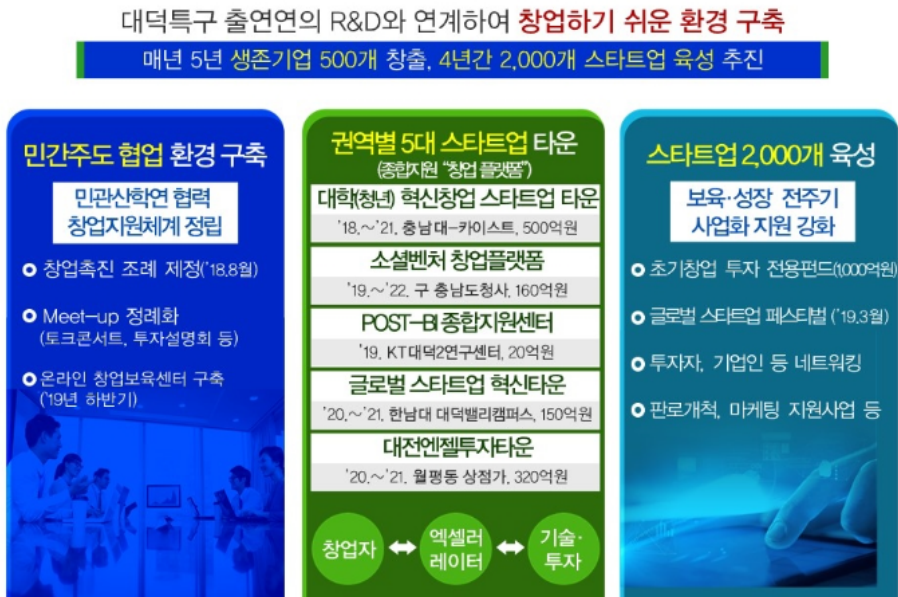 대덕특구 출연연의 R&D와 연계하여 창업하기 쉬운 환경 구축
매년 5년 생존기업 500개 창출, 4년간 2,000개 스타트업 육성 추진
민간주도 협업 환경 구축
민관산학연 협력
창업지원체계 정립
창업촉진 조례 제정('18.8월)
Meet-up 정례화
(토크콘서트, 투자설명회 등)
온라인 창업보육센터 구축
('19년 하반기)
권역별 5대 스타트업 타운
(종합지원 "창업 플랫폼")
대학(청년) 혁신창업 스타트업 타운
'18.~'21. 충남대-카이스트, 500억원
소셜벤처 창업플랫폼
'19.~'22. 구 충남도청사, 160억원
POST-BI 종합지원센터
'19. KT대덕2연구센터, 20억원
글로벌 스타트업 혁신타운
'20.~'21. 한남대 대덕밸리캠퍼스, 150억원
대전엔젤투자타운
'20.~'21. 월평동 상점가, 320억원
창업자
엑셀러
레이터
기술·
투자
스타트업 2,000개 육성
보육·성장 전주기
사업화 지원 강화
초기창업 투자 전용펀드(1,000억원)
글로벌 스타트업 페스티벌 ('19.3월)
투자자, 기업인 등 네트워킹
판로개척, 마케팅 지원사업 등